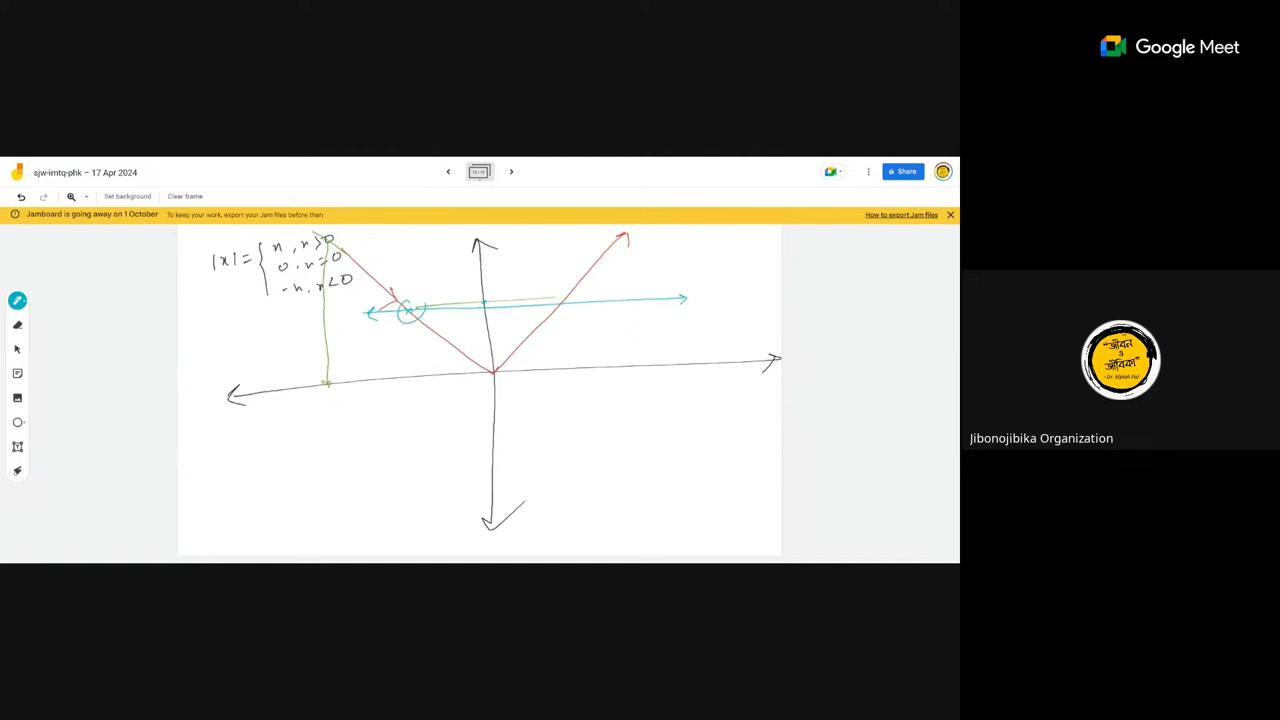 Google Meet
sjw-imtq-phk – 17 Apr 2024
Share
Set background
Clear frame
Jamboard is going away on 1 October
To keep your work, export your Jam files before then
How to export Jam files
|x| = { x, x>0
0, x=0
-x, x<0
"জীবন
ও
জীবিকা"
Jibonojibika Organization